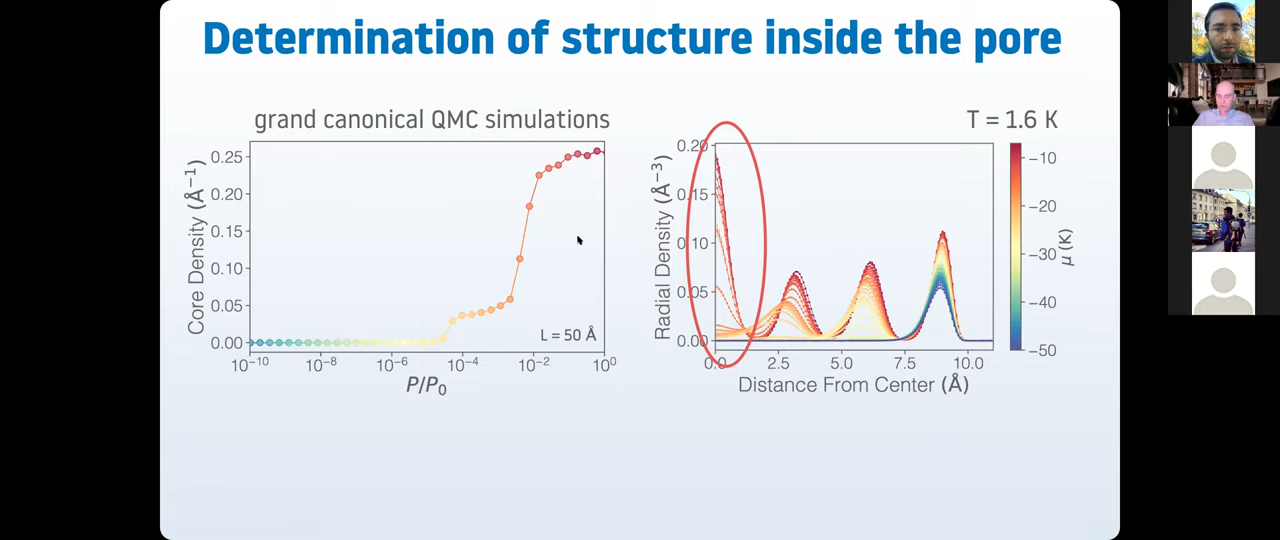 Determination of structure inside the pore
grand canonical QMC simulations
Core Density (Å⁻¹)
0.25
0.20
0.15
0.10
0.05
0.00
L = 50 Å
10⁻¹⁰ 10⁻⁸ 10⁻⁶ 10⁻⁴ 10⁻² 10⁰
P/P₀
T = 1.6 K
Radial Density (Å⁻³)
0.20
0.15
0.10
0.05
0.00
0.0 2.5 5.0 7.5 10.0
Distance From Center (Å)
−10
−20
−30
−40
−50
μ (K)